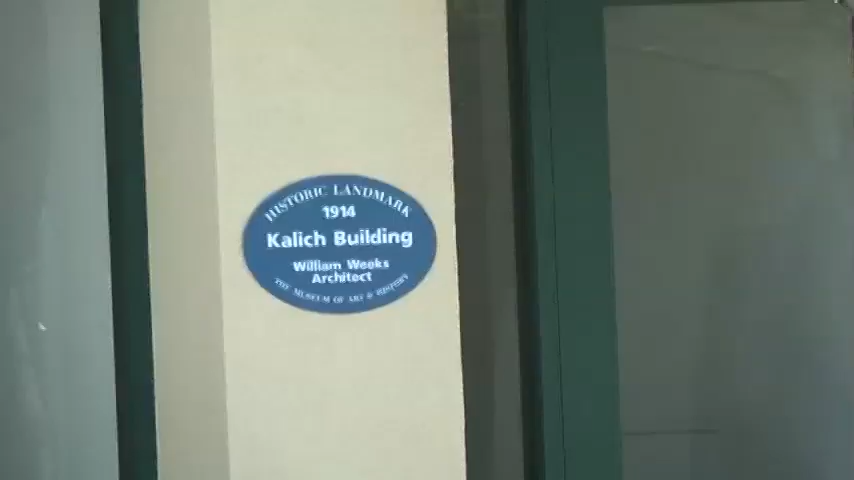 HISTORIC LANDMARK
1914
Kalich Building
William Weeks
Architect
THE MUSEUM OF ART & HISTORY